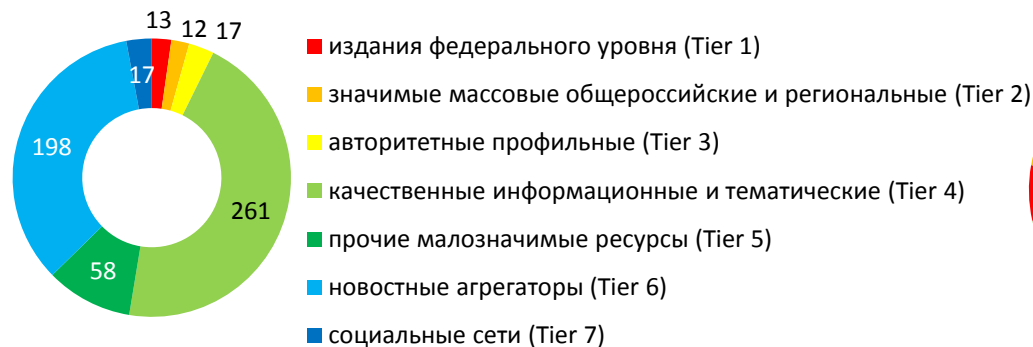 13
12
17
17
198
261
58
издания федерального уровня (Tier 1)
значимые массовые общероссийские и региональные (Tier 2)
авторитетные профильные (Tier 3)
качественные информационные и тематические (Tier 4)
прочие малозначимые ресурсы (Tier 5)
новостные агрегаторы (Tier 6)
социальные сети (Tier 7)